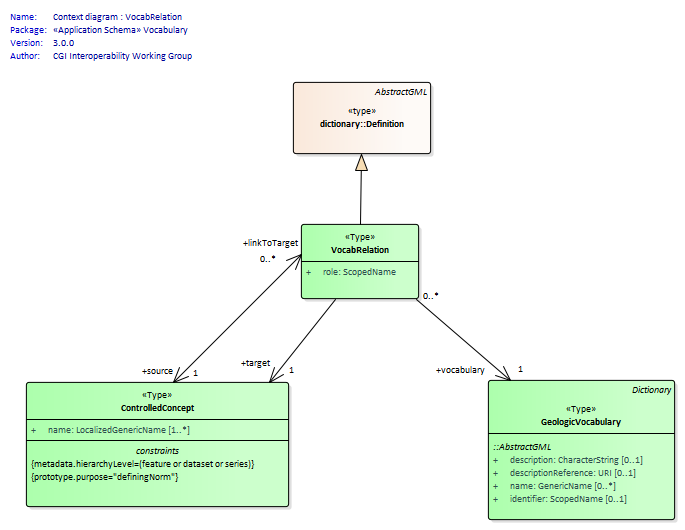 Name: Context diagram : VocabRelation
Package: «Application Schema» Vocabulary
Version: 3.0.0
Author: CGI Interoperability Working Group
AbstractGML
«type»
dictionary::Definition
«Type»
VocabRelation
+ role: ScopedName
+linkToTarget
0..*
0..*
+source
1
+target
1
+vocabulary
1
«Type»
ControlledConcept
+ name: LocalizedGenericName [1..*]
constraints
{metadata.hierarchyLevel=(feature or dataset or series)}
{prototype.purpose="definingNorm"}
Dictionary
«Type»
GeologicVocabulary
::AbstractGML
+ description: CharacterString [0..1]
+ descriptionReference: URI [0..1]
+ name: GenericName [0..*]
+ identifier: ScopedName [0..1]